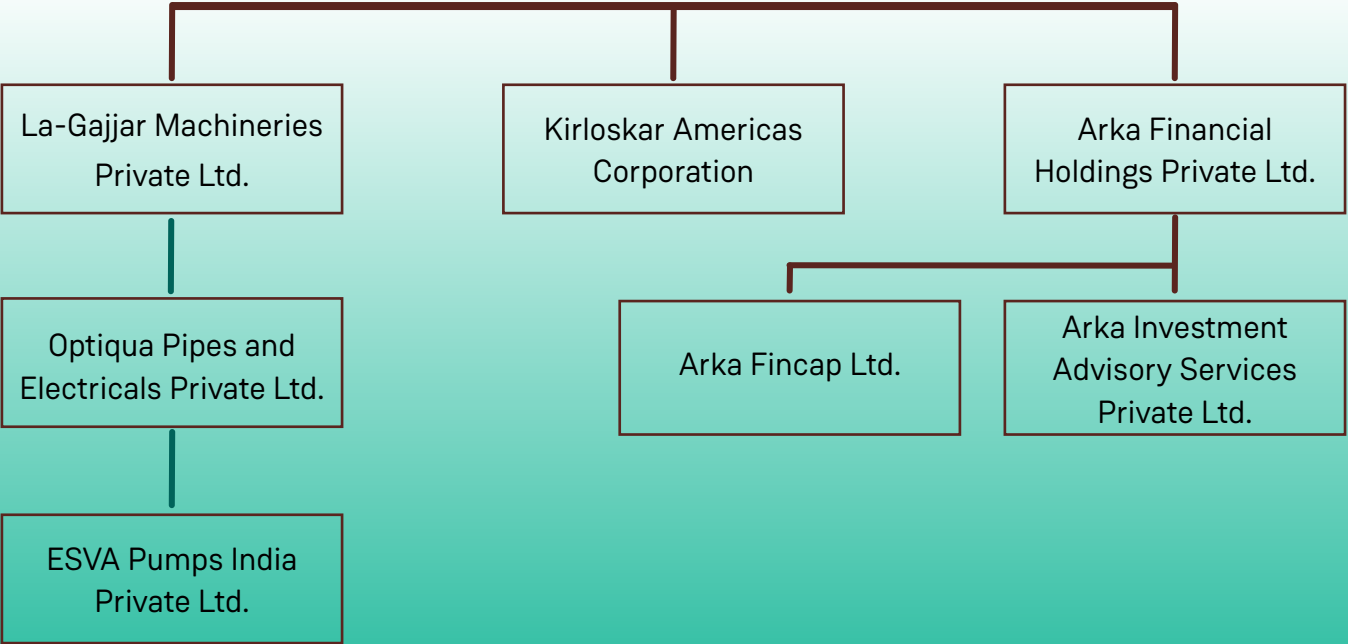 La-Gajjar Machineries
Private Ltd.
Kirloskar Americas
Corporation
Arka Financial
Holdings Private Ltd.
Optiqua Pipes and
Electricals Private Ltd.
Arka Fincap Ltd.
Arka Investment
Advisory Services
Private Ltd.
ESVA Pumps India
Private Ltd.